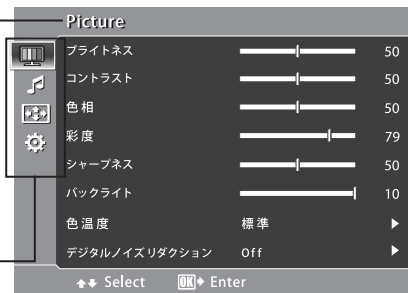 Picture
ブライトネス 50
コントラスト 50
色相 50
彩度 79
シャープネス 50
バックライト 10
色温度 標準
デジタルノイズリダクション Off
Select OK Enter